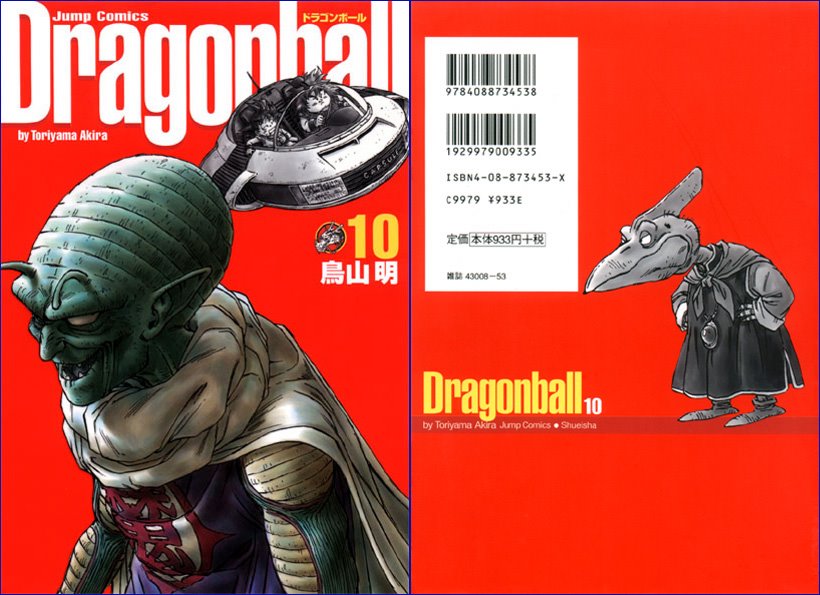 Jump Comics
ドラゴンボール
Dragonball
by Toriyama Akira
CAPSULE
10
鳥山 明
9784088734538
1929979009335
ISBN4-08-873453-X
C9979 ¥933E
定価 本体933円+税
雑誌 43008-53
Dragonball 10
by Toriyama Akira Jump Comics ● Shueisha